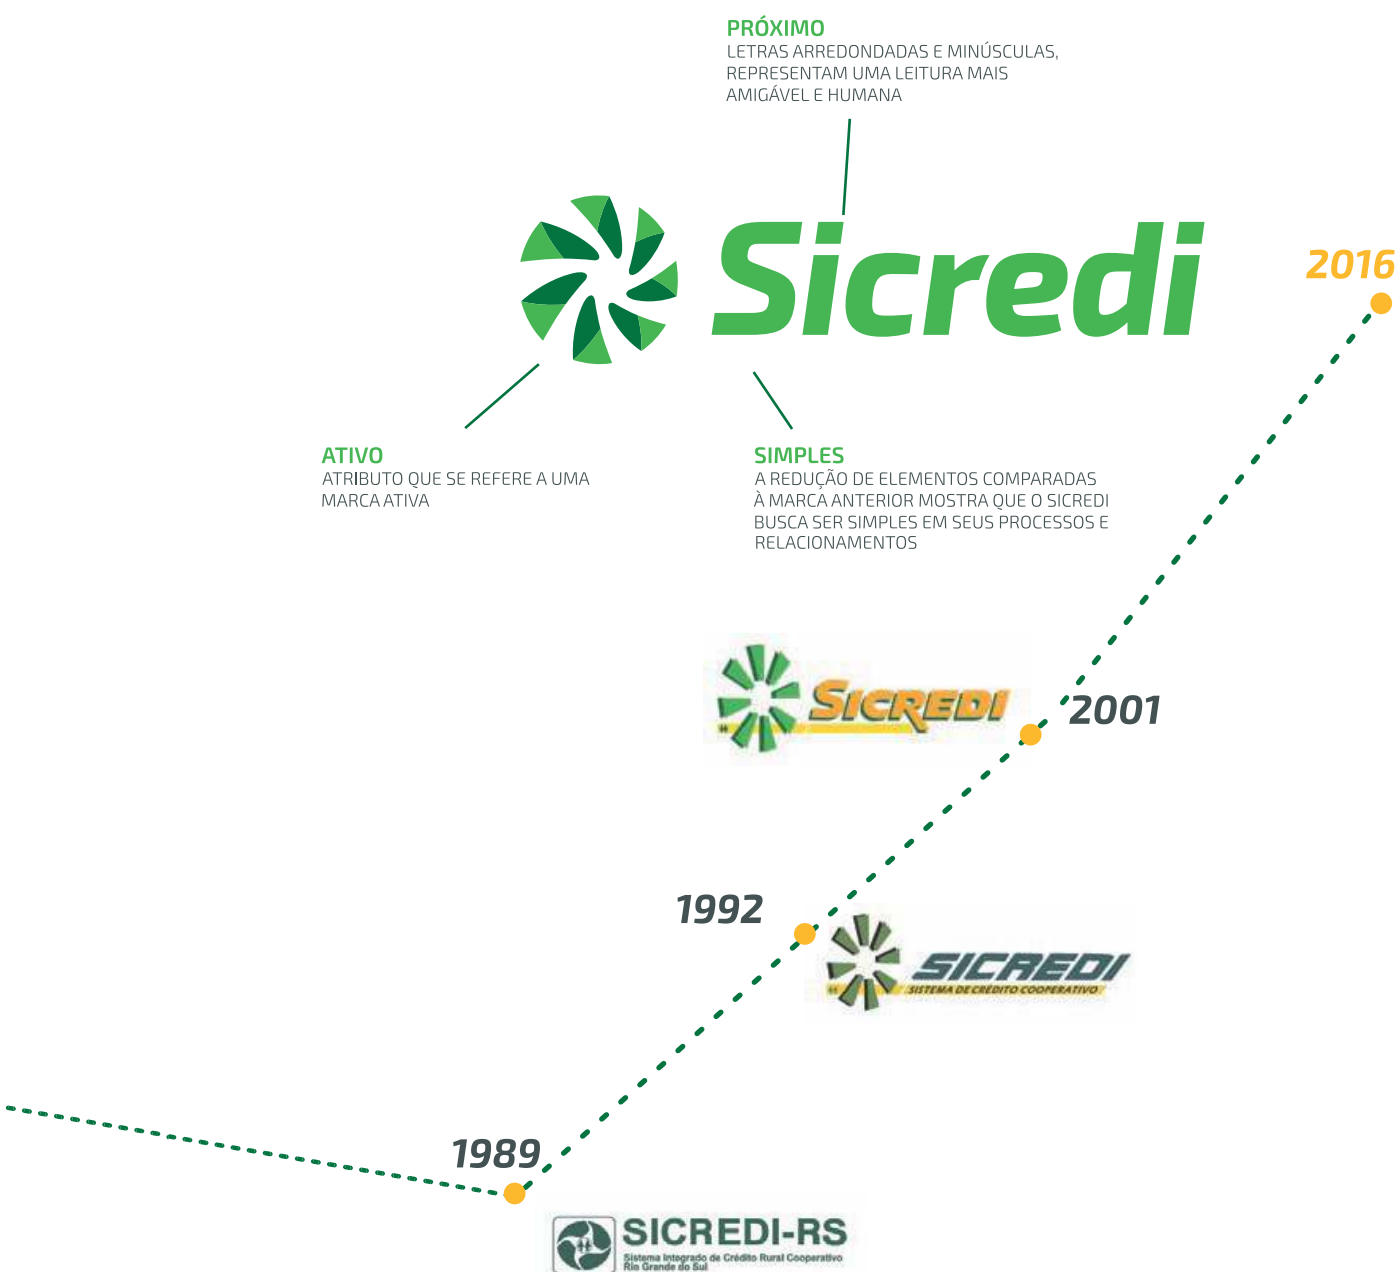 PRÓXIMO
LETRAS ARREDONDADAS E MINÚSCULAS,
REPRESENTAM UMA LEITURA MAIS
AMIGÁVEL E HUMANA
Sicredi
2016
ATIVO
ATRIBUTO QUE SE REFERE A UMA
MARCA ATIVA
SIMPLES
A REDUÇÃO DE ELEMENTOS COMPARADAS
À MARCA ANTERIOR MOSTRA QUE O SICREDI
BUSCA SER SIMPLES EM SEUS PROCESSOS E
RELACIONAMENTOS
SICREDI
2001
1992
SICREDI
SISTEMA DE CRÉDITO COOPERATIVO
1989
SICREDI-RS
Sistema Integrado de Crédito Rural Cooperativo
Rio Grande do Sul